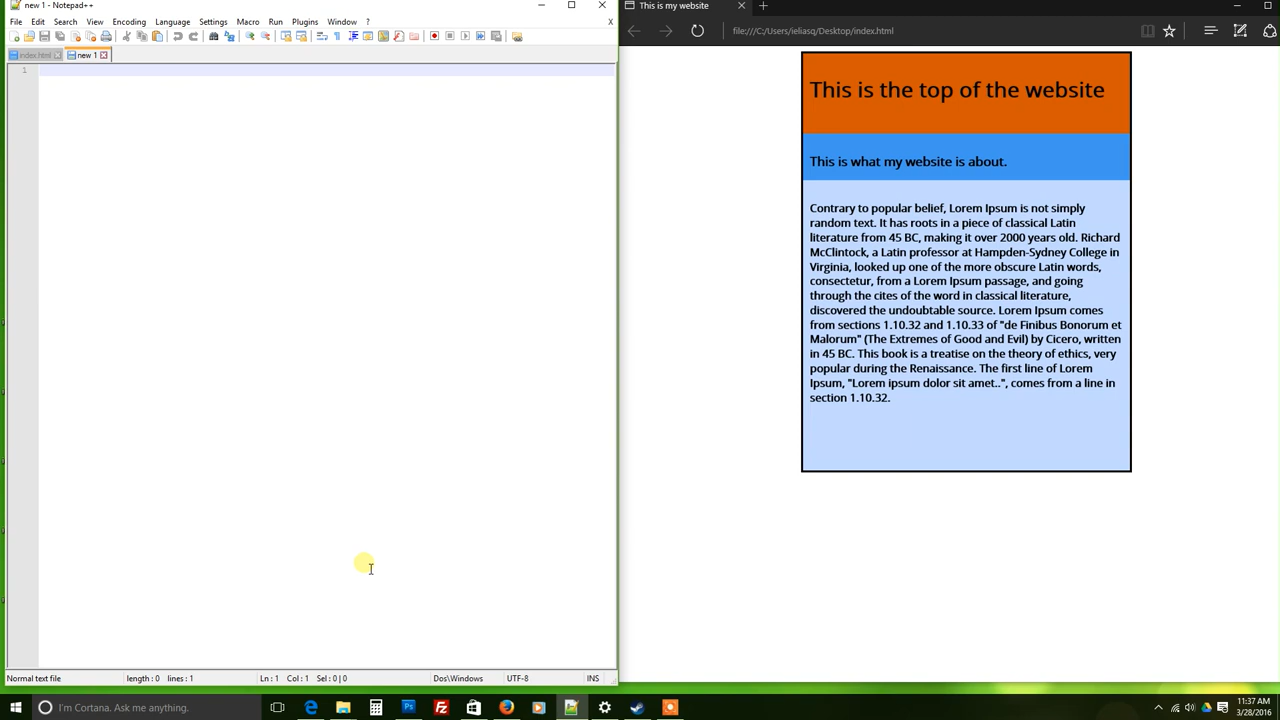 new 1 - Notepad++
File Edit Search View Encoding Language Settings Macro Run Plugins Window ? X
index.html new 1
1
Normal text file length : 0 lines : 1 Ln : 1 Col : 1 Sel : 0 | 0 Dos\Windows UTF-8 INS
This is my website
file:///C:/Users/ieliasq/Desktop/index.html
This is the top of the website
This is what my website is about.
Contrary to popular belief, Lorem Ipsum is not simply
random text. It has roots in a piece of classical Latin
literature from 45 BC, making it over 2000 years old. Richard
McClintock, a Latin professor at Hampden-Sydney College in
Virginia, looked up one of the more obscure Latin words,
consectetur, from a Lorem Ipsum passage, and going
through the cites of the word in classical literature,
discovered the undoubtable source. Lorem Ipsum comes
from sections 1.10.32 and 1.10.33 of "de Finibus Bonorum et
Malorum" (The Extremes of Good and Evil) by Cicero, written
in 45 BC. This book is a treatise on the theory of ethics, very
popular during the Renaissance. The first line of Lorem
Ipsum, "Lorem ipsum dolor sit amet..", comes from a line in
section 1.10.32.
I'm Cortana. Ask me anything.
11:37 AM
3/28/2016